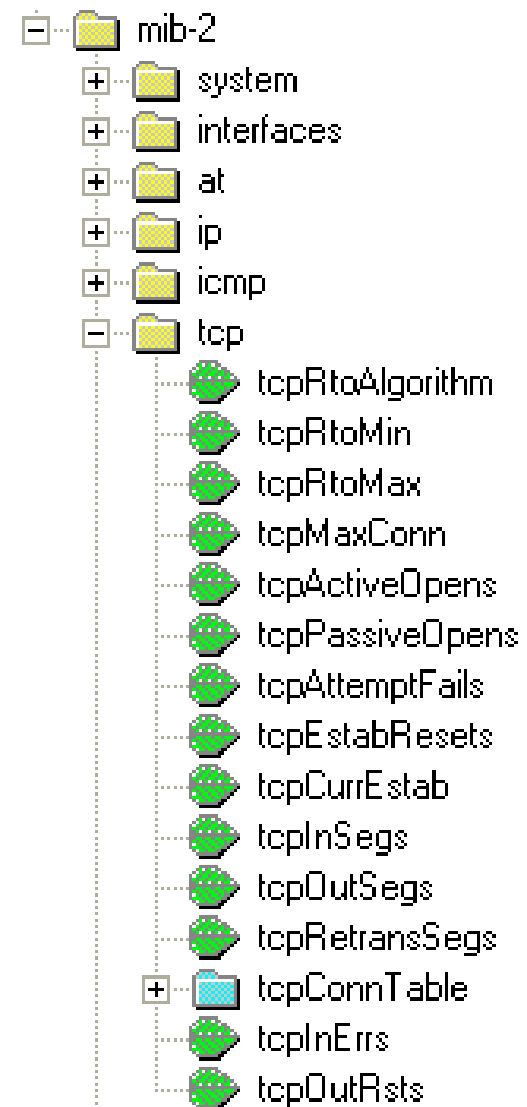 mib-2
system
interfaces
at
ip
icmp
tcp
tcpRtoAlgorithm
tcpRtoMin
tcpRtoMax
tcpMaxConn
tcpActiveOpens
tcpPassiveOpens
tcpAttemptFails
tcpEstabResets
tcpCurrEstab
tcpInSegs
tcpOutSegs
tcpRetransSegs
tcpConnTable
tcpInErrs
tcpOutRsts